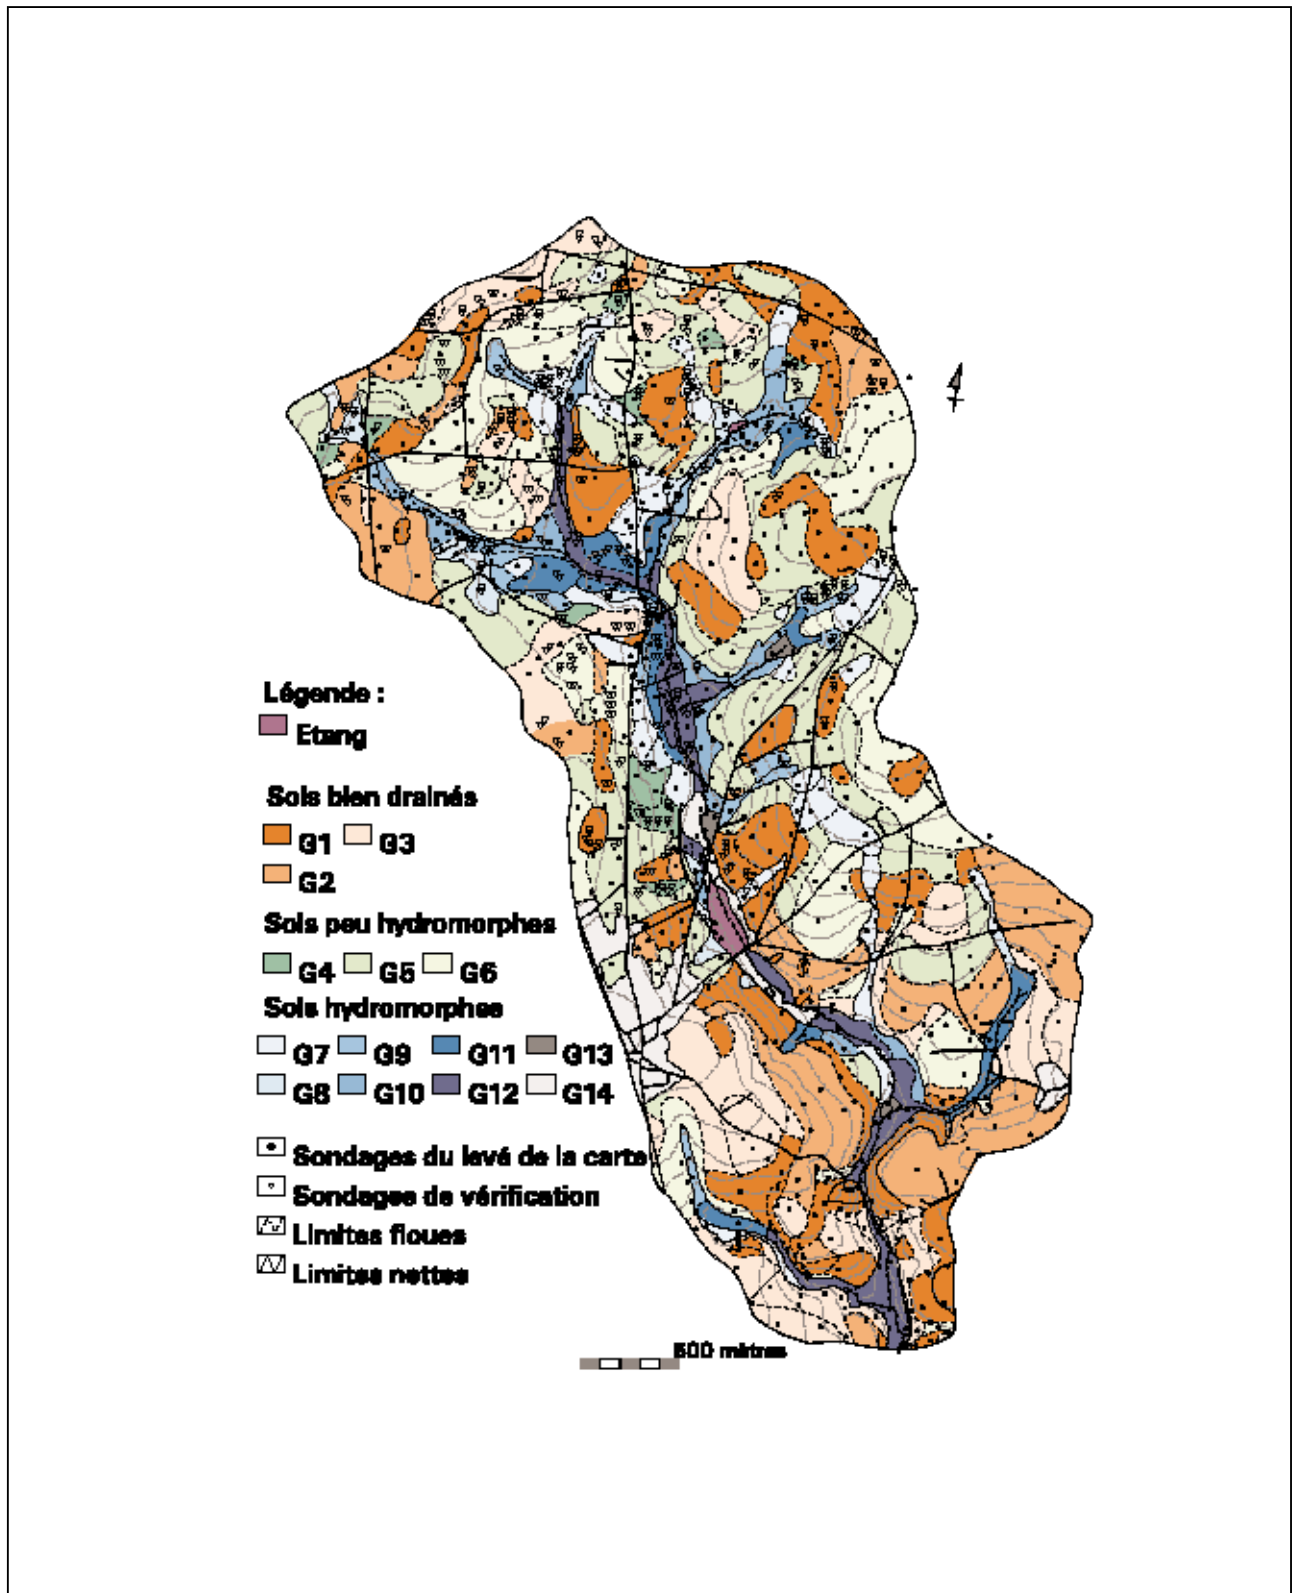 Légende :
Etang
Sols bien drainés
G1 G3
G2
Sols peu hydromorphes
G4 G5 G6
Sols hydromorphes
G7 G9 G11 G13
G8 G10 G12 G14
Sondages du levé de la carte
Sondages de vérification
Limites floues
Limites nettes
500 mètres